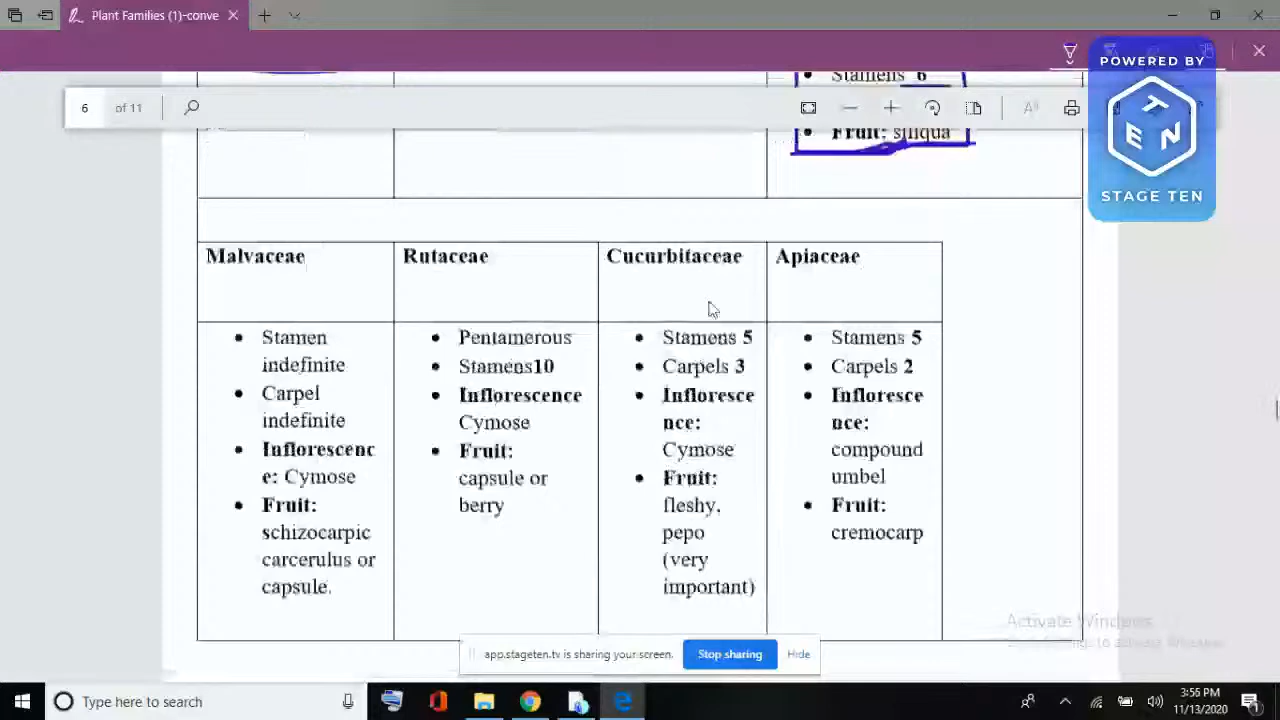 Plant Families (1)-conve
POWERED BY
STAGE TEN
Stamens 6
6 of 11
Fruit: siliqua
Malvaceae
Rutaceae
Cucurbitaceae
Apiaceae
Stamen
indefinite
Carpel
indefinite
Inflorescenc
e: Cymose
Fruit:
schizocarpic
carcerulus or
capsule.
Pentamerous
Stamens10
Inflorescence
Cymose
Fruit:
capsule or
berry
Stamens 5
Carpels 3
Infloresce
nce:
Cymose
Fruit:
fleshy,
pepo
(very
important)
Stamens 5
Carpels 2
Infloresce
nce:
compound
umbel
Fruit:
cremocarp
Activate Windows
app.stageten.tv is sharing your screen.
Stop sharing
Hide
Type here to search
3:55 PM
11/13/2020